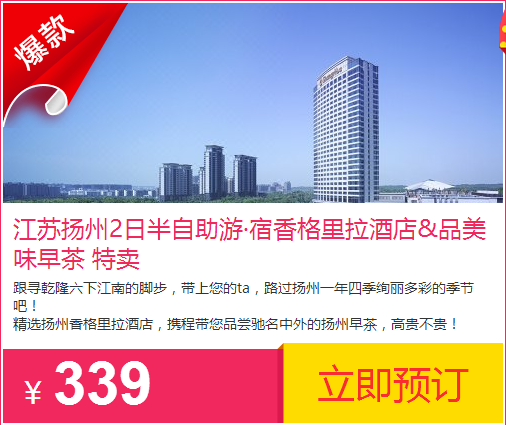 爆款
江苏扬州2日半自助游·宿香格里拉酒店&品美
味早茶 特卖
跟寻乾隆六下江南的脚步，带上您的ta，路过扬州一年四季绚丽多彩的季节
吧！
精选扬州香格里拉酒店，携程带您品尝驰名中外的扬州早茶，高贵不贵！
¥ 339
立即预订